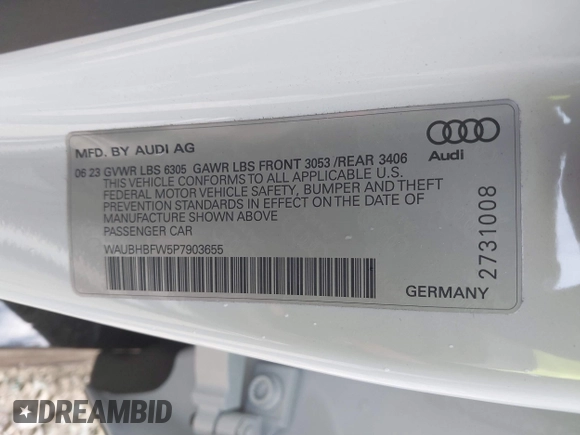 MFD. BY AUDI AG
06 23 GVWR LBS 6305 GAWR LBS FRONT 3053 /REAR 3406
THIS VEHICLE CONFORMS TO ALL APPLICABLE U.S.
FEDERAL MOTOR VEHICLE SAFETY, BUMPER AND THEFT
PREVENTION STANDARDS IN EFFECT ON THE DATE OF
MANUFACTURE SHOWN ABOVE
PASSENGER CAR
WAUBHBFW5P7903655
Audi
2731008
GERMANY
DREAMBID